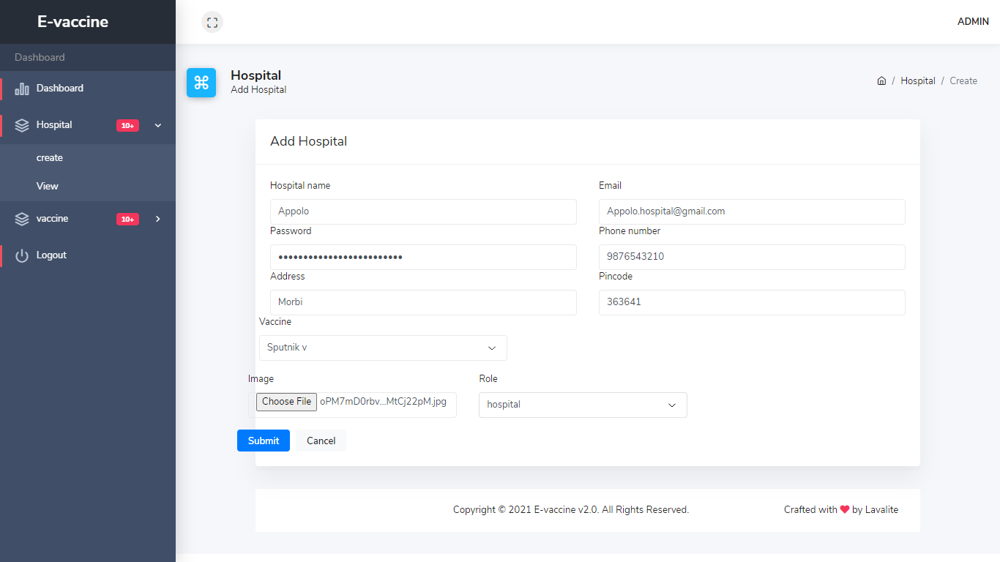 E-vaccine
ADMIN
Dashboard
Dashboard
Hospital 10+
create
View
vaccine 10+
Logout
Hospital
Add Hospital
/ Hospital / Create
Add Hospital
Hospital name
Email
Appolo
Appolo.hospital@gmail.com
Password
Phone number
•••••••••••••••••••••••••
9876543210
Address
Pincode
Morbi
363641
Vaccine
Sputnik v
Image
Role
Choose File oPM7mD0rbv...MtCj22pM.jpg
hospital
Submit
Cancel
Copyright © 2021 E-vaccine v2.0. All Rights Reserved.
Crafted with ❤ by Lavalite